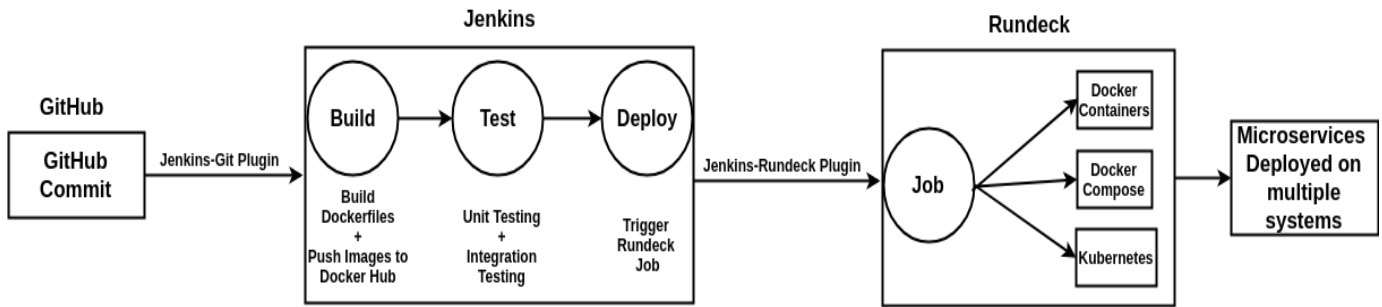 GitHub
GitHub
Commit
Jenkins-Git Plugin
Jenkins
Build
Build
Dockerfiles
+
Push Images to
Docker Hub
Test
Unit Testing
+
Integration
Testing
Deploy
Trigger
Rundeck
Job
Jenkins-Rundeck Plugin
Rundeck
Job
Docker
Containers
Docker
Compose
Kubernetes
Microservices
Deployed on
multiple
systems